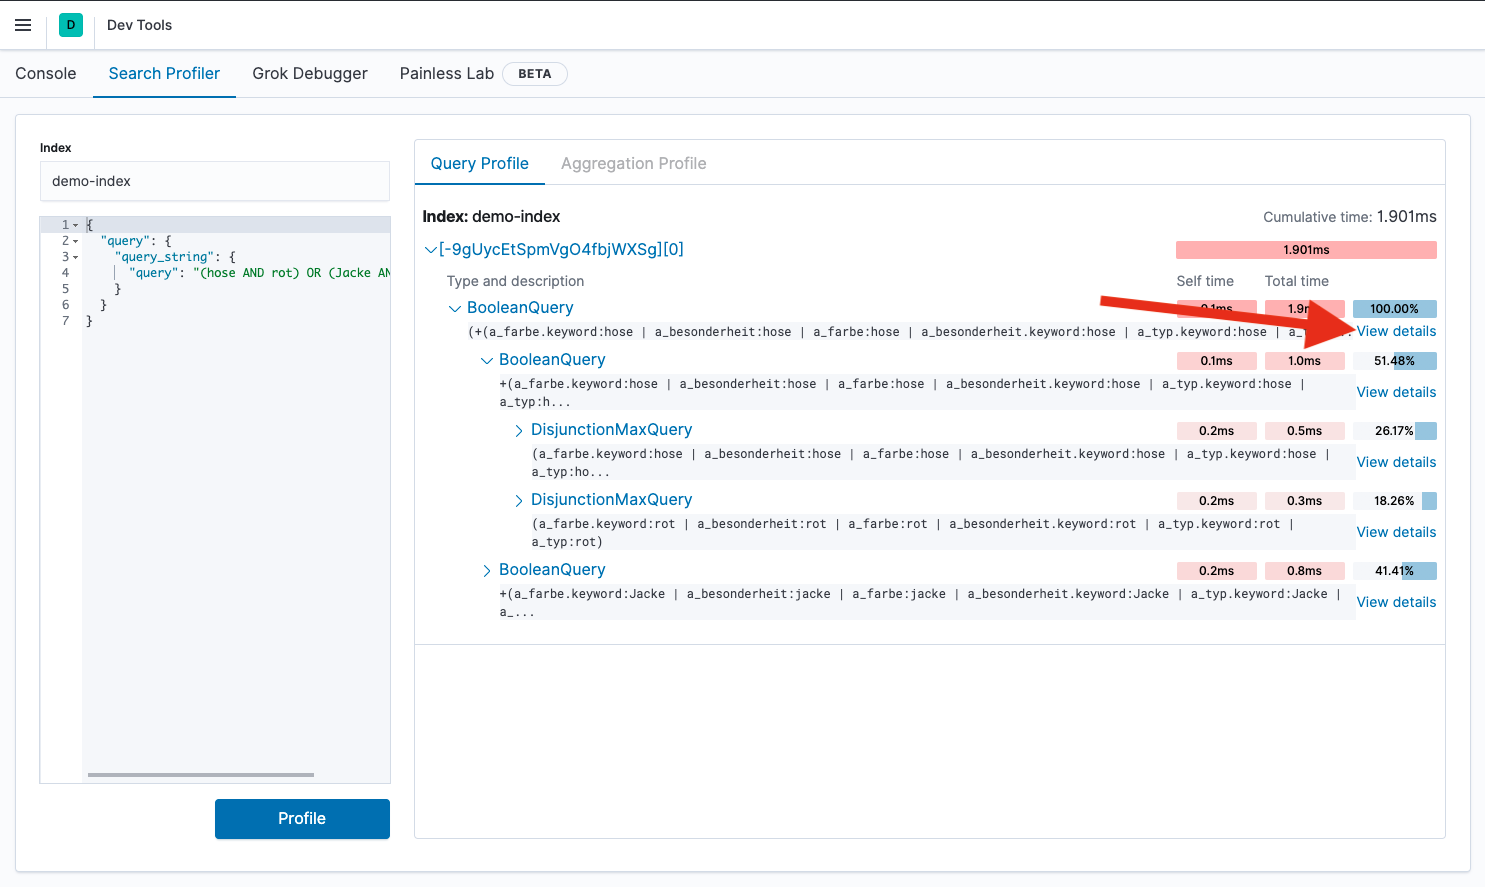 D Dev Tools
Console Search Profiler Grok Debugger Painless Lab BETA
Index
demo-index
1 {
2 "query": {
3 "query_string": {
4 "query": "(hose AND rot) OR (Jacke AN
5 }
6 }
7 }
Profile
Query Profile Aggregation Profile
Index: demo-index Cumulative time: 1.901ms
[-9gUycEtSpmVgO4fbjWXSg][0] 1.901ms
Type and description Self time Total time
BooleanQuery 0.1ms 1.9m 100.00%
(+(a_farbe.keyword:hose | a_besonderheit:hose | a_farbe:hose | a_besonderheit.keyword:hose | a_typ.keyword:hose | View details
BooleanQuery 0.1ms 1.0ms 51.48%
+(a_farbe.keyword:hose | a_besonderheit:hose | a_farbe:hose | a_besonderheit.keyword:hose | a_typ.keyword:hose |
a_typ:h... View details
DisjunctionMaxQuery 0.2ms 0.5ms 26.17%
(a_farbe.keyword:hose | a_besonderheit:hose | a_farbe:hose | a_besonderheit.keyword:hose | a_typ.keyword:hose |
a_typ:ho... View details
DisjunctionMaxQuery 0.2ms 0.3ms 18.26%
(a_farbe.keyword:rot | a_besonderheit:rot | a_farbe:rot | a_besonderheit.keyword:rot | a_typ.keyword:rot |
a_typ:rot) View details
BooleanQuery 0.2ms 0.8ms 41.41%
+(a_farbe.keyword:Jacke | a_besonderheit:jacke | a_farbe:jacke | a_besonderheit.keyword:Jacke | a_typ.keyword:Jacke |
a_... View details